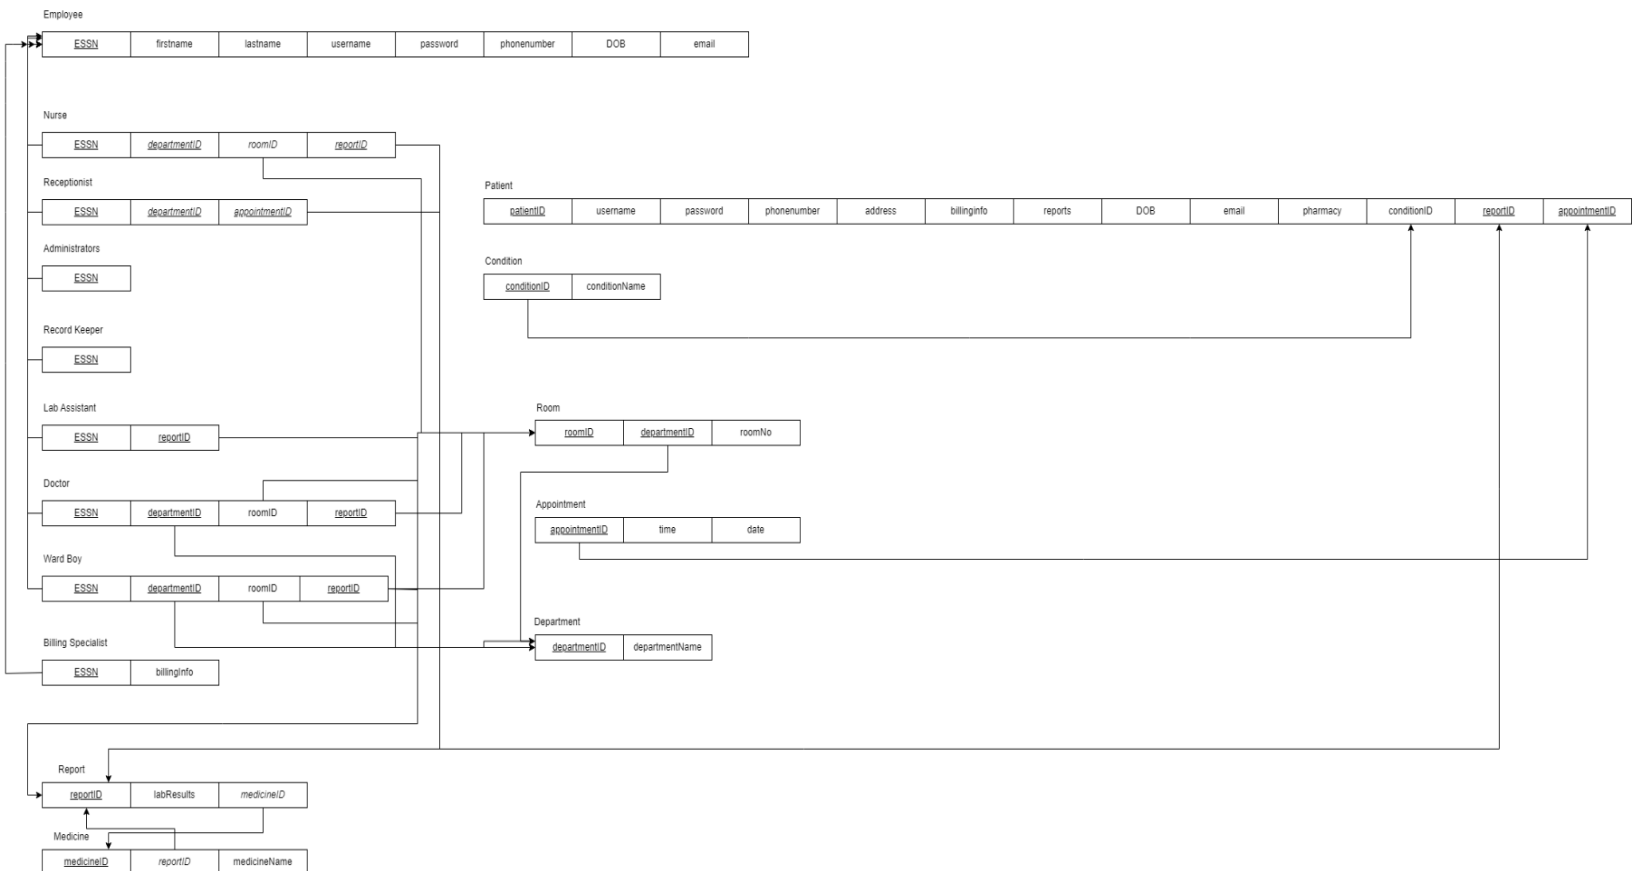 Employee
ESSN firstname lastname username password phonenumber DOB email
Nurse
ESSN departmentID roomID reportID
Receptionist
ESSN departmentID appointmentID
Administrators
ESSN
Record Keeper
ESSN
Lab Assistant
ESSN reportID
Doctor
ESSN departmentID roomID reportID
Ward Boy
ESSN departmentID roomID reportID
Billing Specialist
ESSN billingInfo
Patient
patientID username password phonenumber address billinginfo reports DOB email pharmacy conditionID reportID appointmentID
Condition
conditionID conditionName
Room
roomID departmentID roomNo
Appointment
appointmentID time date
Department
departmentID departmentName
Report
reportID labResults medicineID
Medicine
medicineID reportID medicineName